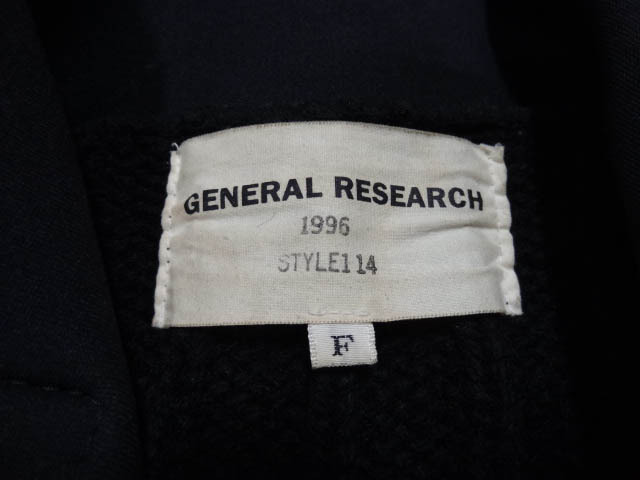 GENERAL RESEARCH
1996
STYLE114
F